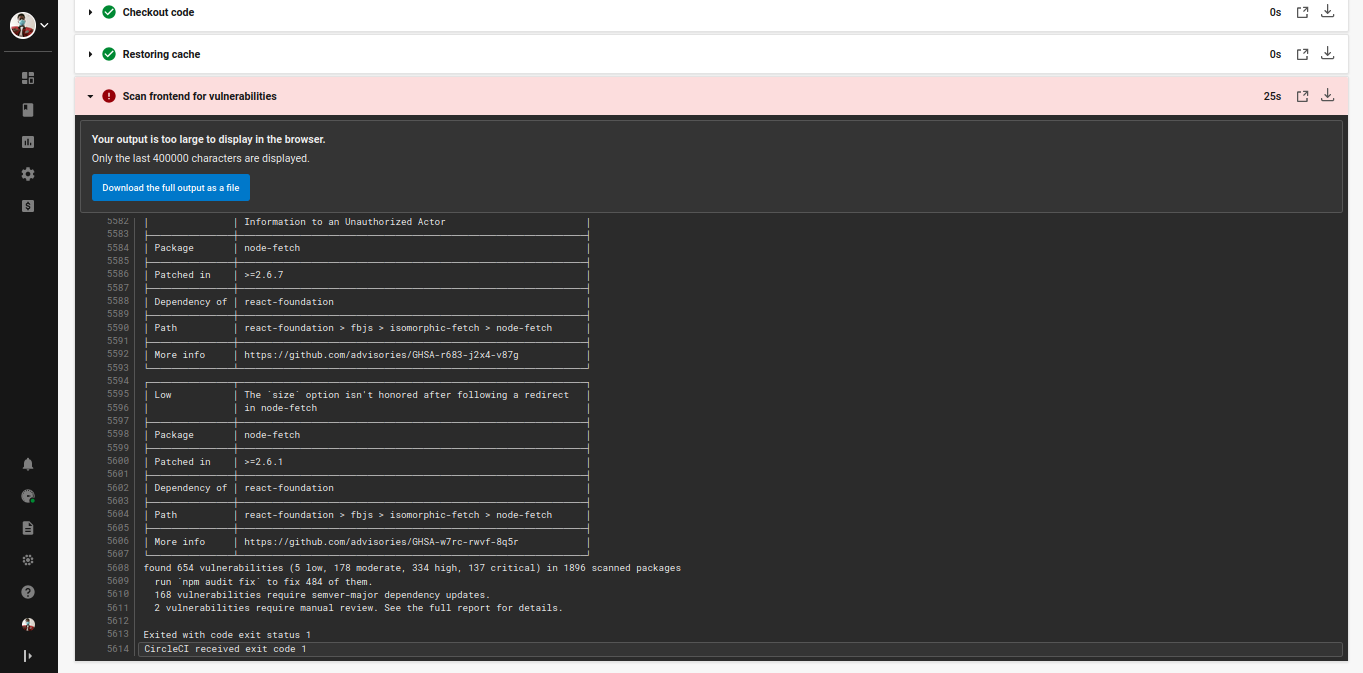 Checkout code 0s
Restoring cache 0s
Scan frontend for vulnerabilities 25s
Your output is too large to display in the browser.
Only the last 400000 characters are displayed.
Download the full output as a file
5582 | | Information to an Unauthorized Actor |
5583
5584 | Package | node-fetch |
5585
5586 | Patched in | >=2.6.7 |
5587
5588 | Dependency of | react-foundation |
5589
5590 | Path | react-foundation > fbjs > isomorphic-fetch > node-fetch |
5591
5592 | More info | https://github.com/advisories/GHSA-r683-j2x4-v87g |
5593
5594
5595 | Low | The `size` option isn't honored after following a redirect |
5596 | | in node-fetch |
5597
5598 | Package | node-fetch |
5599
5600 | Patched in | >=2.6.1 |
5601
5602 | Dependency of | react-foundation |
5603
5604 | Path | react-foundation > fbjs > isomorphic-fetch > node-fetch |
5605
5606 | More info | https://github.com/advisories/GHSA-w7rc-rwvf-8q5r |
5607
5608 found 654 vulnerabilities (5 low, 178 moderate, 334 high, 137 critical) in 1896 scanned packages
5609 run `npm audit fix` to fix 484 of them.
5610 168 vulnerabilities require semver-major dependency updates.
5611 2 vulnerabilities require manual review. See the full report for details.
5612
5613 Exited with code exit status 1
5614 CircleCI received exit code 1